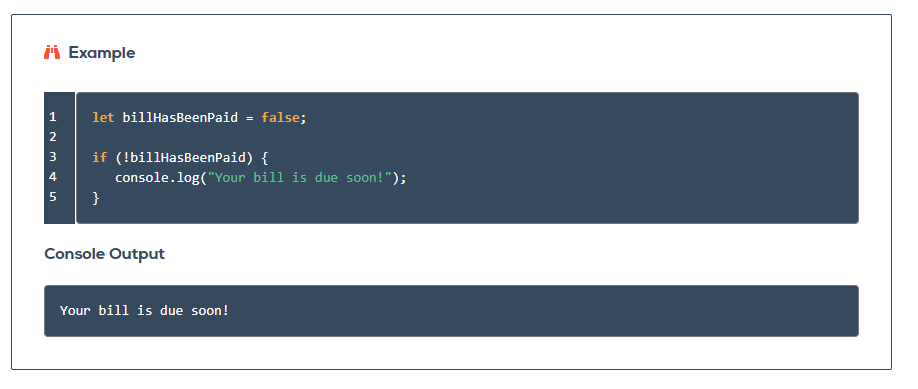 Example
1 let billHasBeenPaid = false;
2
3 if (!billHasBeenPaid) {
4    console.log("Your bill is due soon!");
5 }
Console Output
Your bill is due soon!